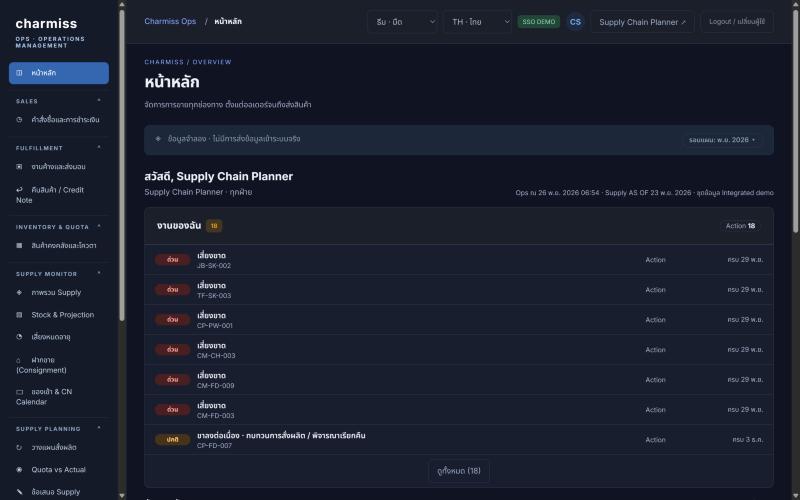 charmiss
OPS · OPERATIONS
MANAGEMENT
หน้าหลัก
SALES
คำสั่งซื้อและการชำระเงิน
FULFILLMENT
งานค้างและส่งมอบ
คืนสินค้า / Credit
Note
INVENTORY & QUOTA
สินค้าคงคลังและโควตา
SUPPLY MONITOR
ภาพรวม Supply
Stock & Projection
เสี่ยงหมดอายุ
ฝากขาย
(Consignment)
ของเข้า & CN
Calendar
SUPPLY PLANNING
วางแผนสั่งผลิต
Quota vs Actual
ข้อเสนอ Supply
Charmiss Ops / หน้าหลัก
ธีม · มืด
TH · ไทย
SSO DEMO
CS
Supply Chain Planner ↗
Logout / เปลี่ยนผู้ใช้
CHARMISS / OVERVIEW
หน้าหลัก
จัดการการขายทุกช่องทาง ตั้งแต่ออเดอร์จนถึงส่งสินค้า
ข้อมูลจำลอง · ไม่มีการส่งข้อมูลเข้าระบบจริง
รอบแผน: พ.ย. 2026
สวัสดี, Supply Chain Planner
Supply Chain Planner · ทุกฝ่าย
Ops ณ 26 พ.ย. 2026 06:54 · Supply AS OF 23 พ.ย. 2026 · ชุดข้อมูล Integrated demo
งานของฉัน 18
Action 18
ด่วน เสี่ยงขาด Action ครบ 29 พ.ย.
JB-SK-002
ด่วน เสี่ยงขาด Action ครบ 29 พ.ย.
TF-SK-003
ด่วน เสี่ยงขาด Action ครบ 29 พ.ย.
CP-PW-001
ด่วน เสี่ยงขาด Action ครบ 29 พ.ย.
CM-CH-003
ด่วน เสี่ยงขาด Action ครบ 29 พ.ย.
CM-FD-009
ด่วน เสี่ยงขาด Action ครบ 29 พ.ย.
CM-FD-003
ปกติ ขาลงต่อเนื่อง · ทบทวนการสั่งผลิต / พิจารณาเรียกคืน Action ครบ 3 ธ.ค.
CP-FD-007
ดูทั้งหมด (18)